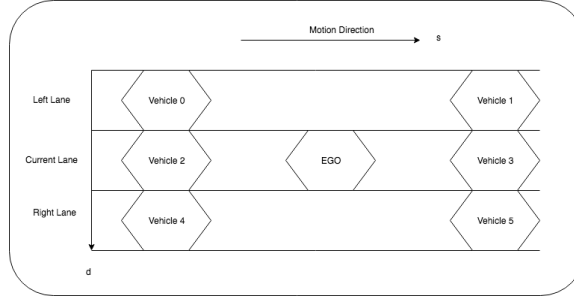 Motion Direction
s
Left Lane
Vehicle 0
Vehicle 1
Current Lane
Vehicle 2
EGO
Vehicle 3
Right Lane
Vehicle 4
Vehicle 5
d